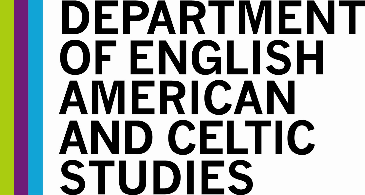 DEPARTMENT
OF ENGLISH
AMERICAN
AND CELTIC
STUDIES